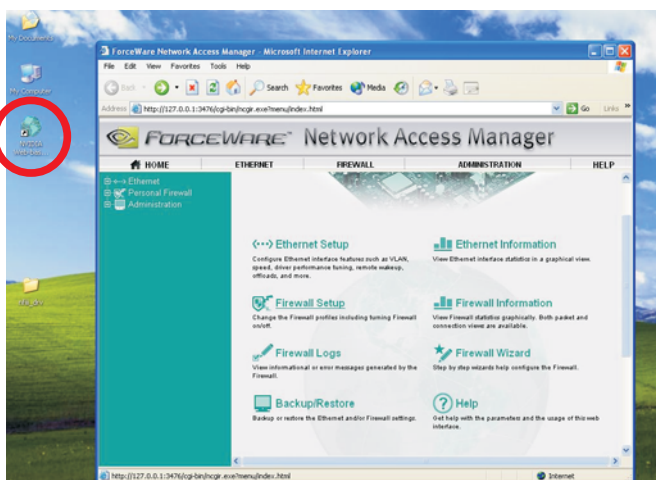 My Documents
My Computer
NVIDIA
Web-bas...
ForceWare Network Access Manager - Microsoft Internet Explorer
File Edit View Favorites Tools Help
Back Search Favorites Media
Address http://127.0.0.1:3476/cgi-bin/ncgir.exe?menu/index.html Go Links »
FORCEWARE™ Network Access Manager
HOME ETHERNET FIREWALL ADMINISTRATION HELP
Ethernet
Personal Firewall
Administration
Ethernet Setup
Configure Ethernet interface features such as VLAN,
speed, driver performance tuning, remote wakeup,
offloads, and more.
Ethernet Information
View Ethernet interface statistics in a graphical view.
Firewall Setup
Change the Firewall profiles including turning Firewall
on/off.
Firewall Information
View Firewall statistics graphically. Both packet and
connection views are available.
Firewall Logs
View informational or error messages generated by the
Firewall.
Firewall Wizard
Step by step wizards help configure the Firewall.
Backup/Restore
Backup or restore the Ethernet and/or Firewall settings.
Help
Get help with the parameters and the usage of this web
interface.
http://127.0.0.1:3476/cgi-bin/ncgir.exe?menu/index.html Internet